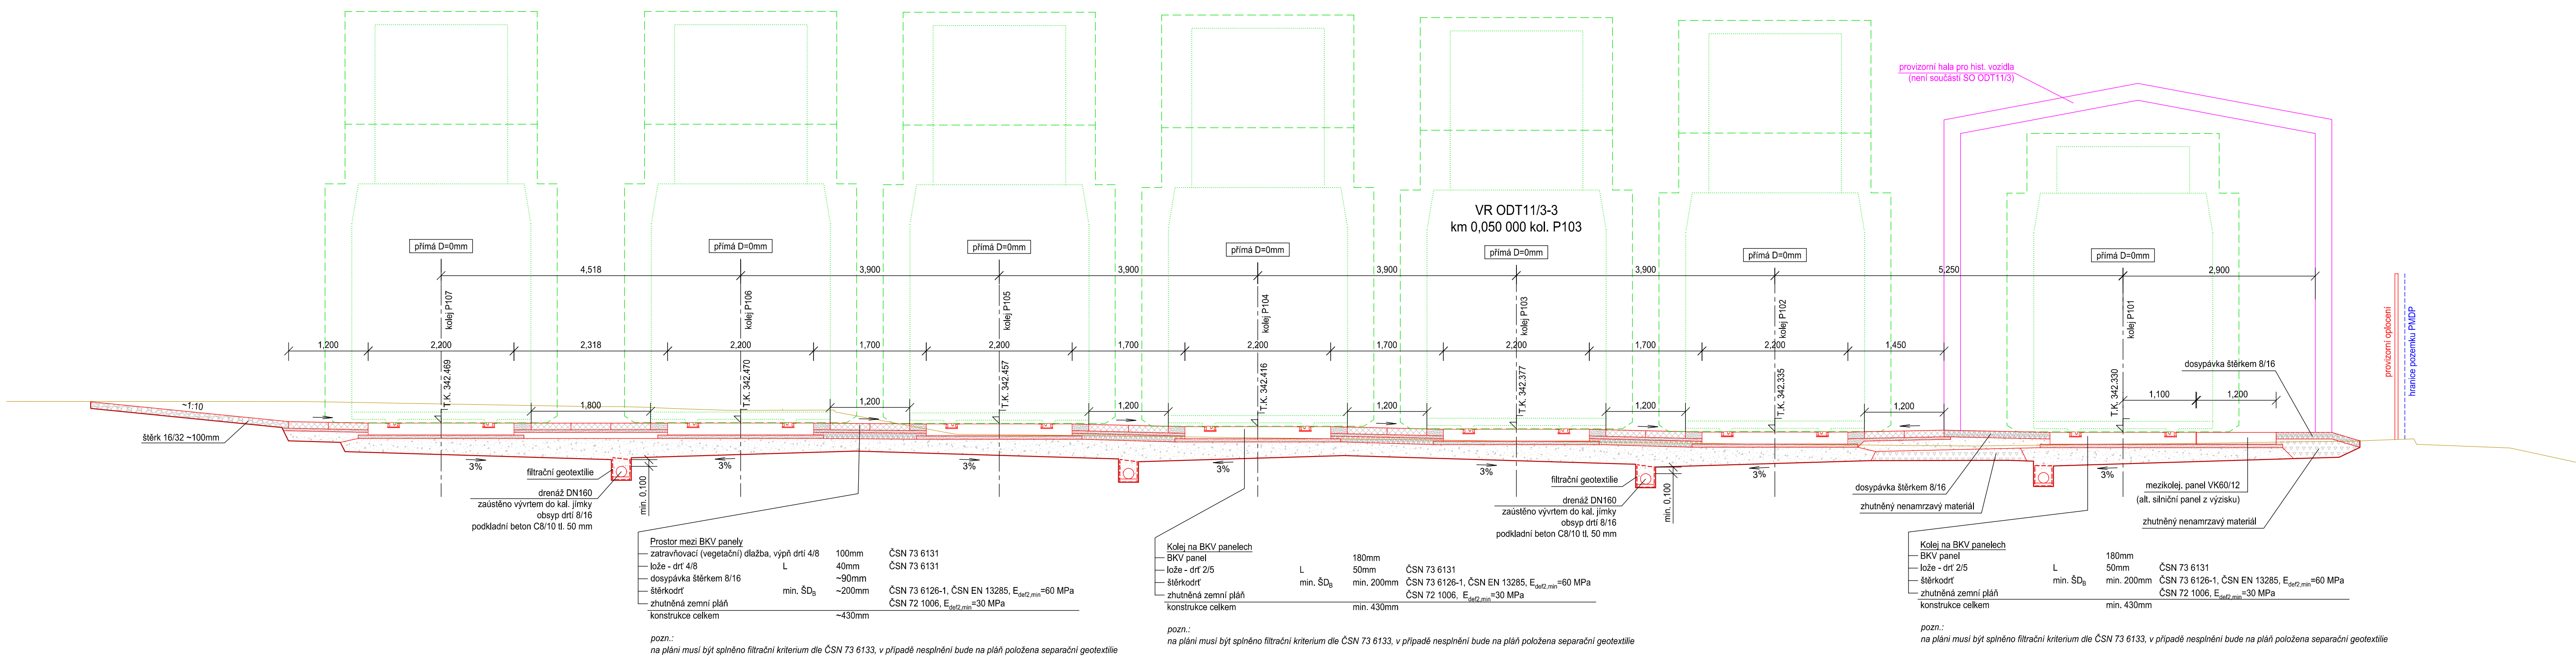 provizorní hala pro hist. vozidla
(není součástí SO ODT11/3)
VR ODT11/3-3
km 0,050 000 kol. P103
přímá D=0mm
přímá D=0mm
přímá D=0mm
přímá D=0mm
přímá D=0mm
přímá D=0mm
přímá D=0mm
4,518
3,900
3,900
3,900
3,900
5,250
2,900
kolej P107
kolej P106
kolej P105
kolej P104
kolej P103
kolej P102
kolej P101
provizorní oplocení
hranice pozemku PMDP
1,200
2,200
2,318
2,200
1,700
2,200
1,700
2,200
1,700
2,200
1,700
2,200
1,450
T.K. 342.469
T.K. 342.470
T.K. 342.457
T.K. 342.416
T.K. 342.377
T.K. 342.335
T.K. 342.330
dosypávka štěrkem 8/16
~1:10
1,800
1,200
1,200
1,200
1,200
1,200
1,100
1,200
štěrk 16/32 ~100mm
3%
3%
3%
3%
3%
3%
3%
filtrační geotextilie
drenáž DN160
zaústěno vývrtem do kal. jímky
obsyp drtí 8/16
podkladní beton C8/10 tl. 50 mm
min. 0,100
filtrační geotextilie
drenáž DN160
zaústěno vývrtem do kal. jímky
obsyp drtí 8/16
podkladní beton C8/10 tl. 50 mm
min. 0,100
dosypávka štěrkem 8/16
zhutněný nenamrzavý materiál
mezikolej. panel VK60/12
(alt. silniční panel z výzisku)
zhutněný nenamrzavý materiál
Prostor mezi BKV panely
zatravňovací (vegetační) dlažba, výpň drtí 4/8 100mm ČSN 73 6131
lože - drť 4/8 L 40mm ČSN 73 6131
dosypávka štěrkem 8/16 ~90mm
štěrkodrť min. ŠDB ~200mm ČSN 73 6126-1, ČSN EN 13285, Edef2,min=60 MPa
zhutněná zemní pláň ČSN 72 1006, Edef2,min=30 MPa
konstrukce celkem ~430mm
pozn.:
na pláni musí být splněno filtrační kriterium dle ČSN 73 6133, v případě nesplnění bude na pláň položena separační geotextilie
Kolej na BKV panelech
BKV panel 180mm
lože - drť 2/5 L 50mm ČSN 73 6131
štěrkodrť min. ŠDB min. 200mm ČSN 73 6126-1, ČSN EN 13285, Edef2,min=60 MPa
zhutněná zemní pláň ČSN 72 1006, Edef2,min=30 MPa
konstrukce celkem min. 430mm
pozn.:
na pláni musí být splněno filtrační kriterium dle ČSN 73 6133, v případě nesplnění bude na pláň položena separační geotextilie
Kolej na BKV panelech
BKV panel 180mm
lože - drť 2/5 L 50mm ČSN 73 6131
štěrkodrť min. ŠDB min. 200mm ČSN 73 6126-1, ČSN EN 13285, Edef2,min=60 MPa
zhutněná zemní pláň ČSN 72 1006, Edef2,min=30 MPa
konstrukce celkem min. 430mm
pozn.:
na pláni musí být splněno filtrační kriterium dle ČSN 73 6133, v případě nesplnění bude na pláň položena separační geotextilie